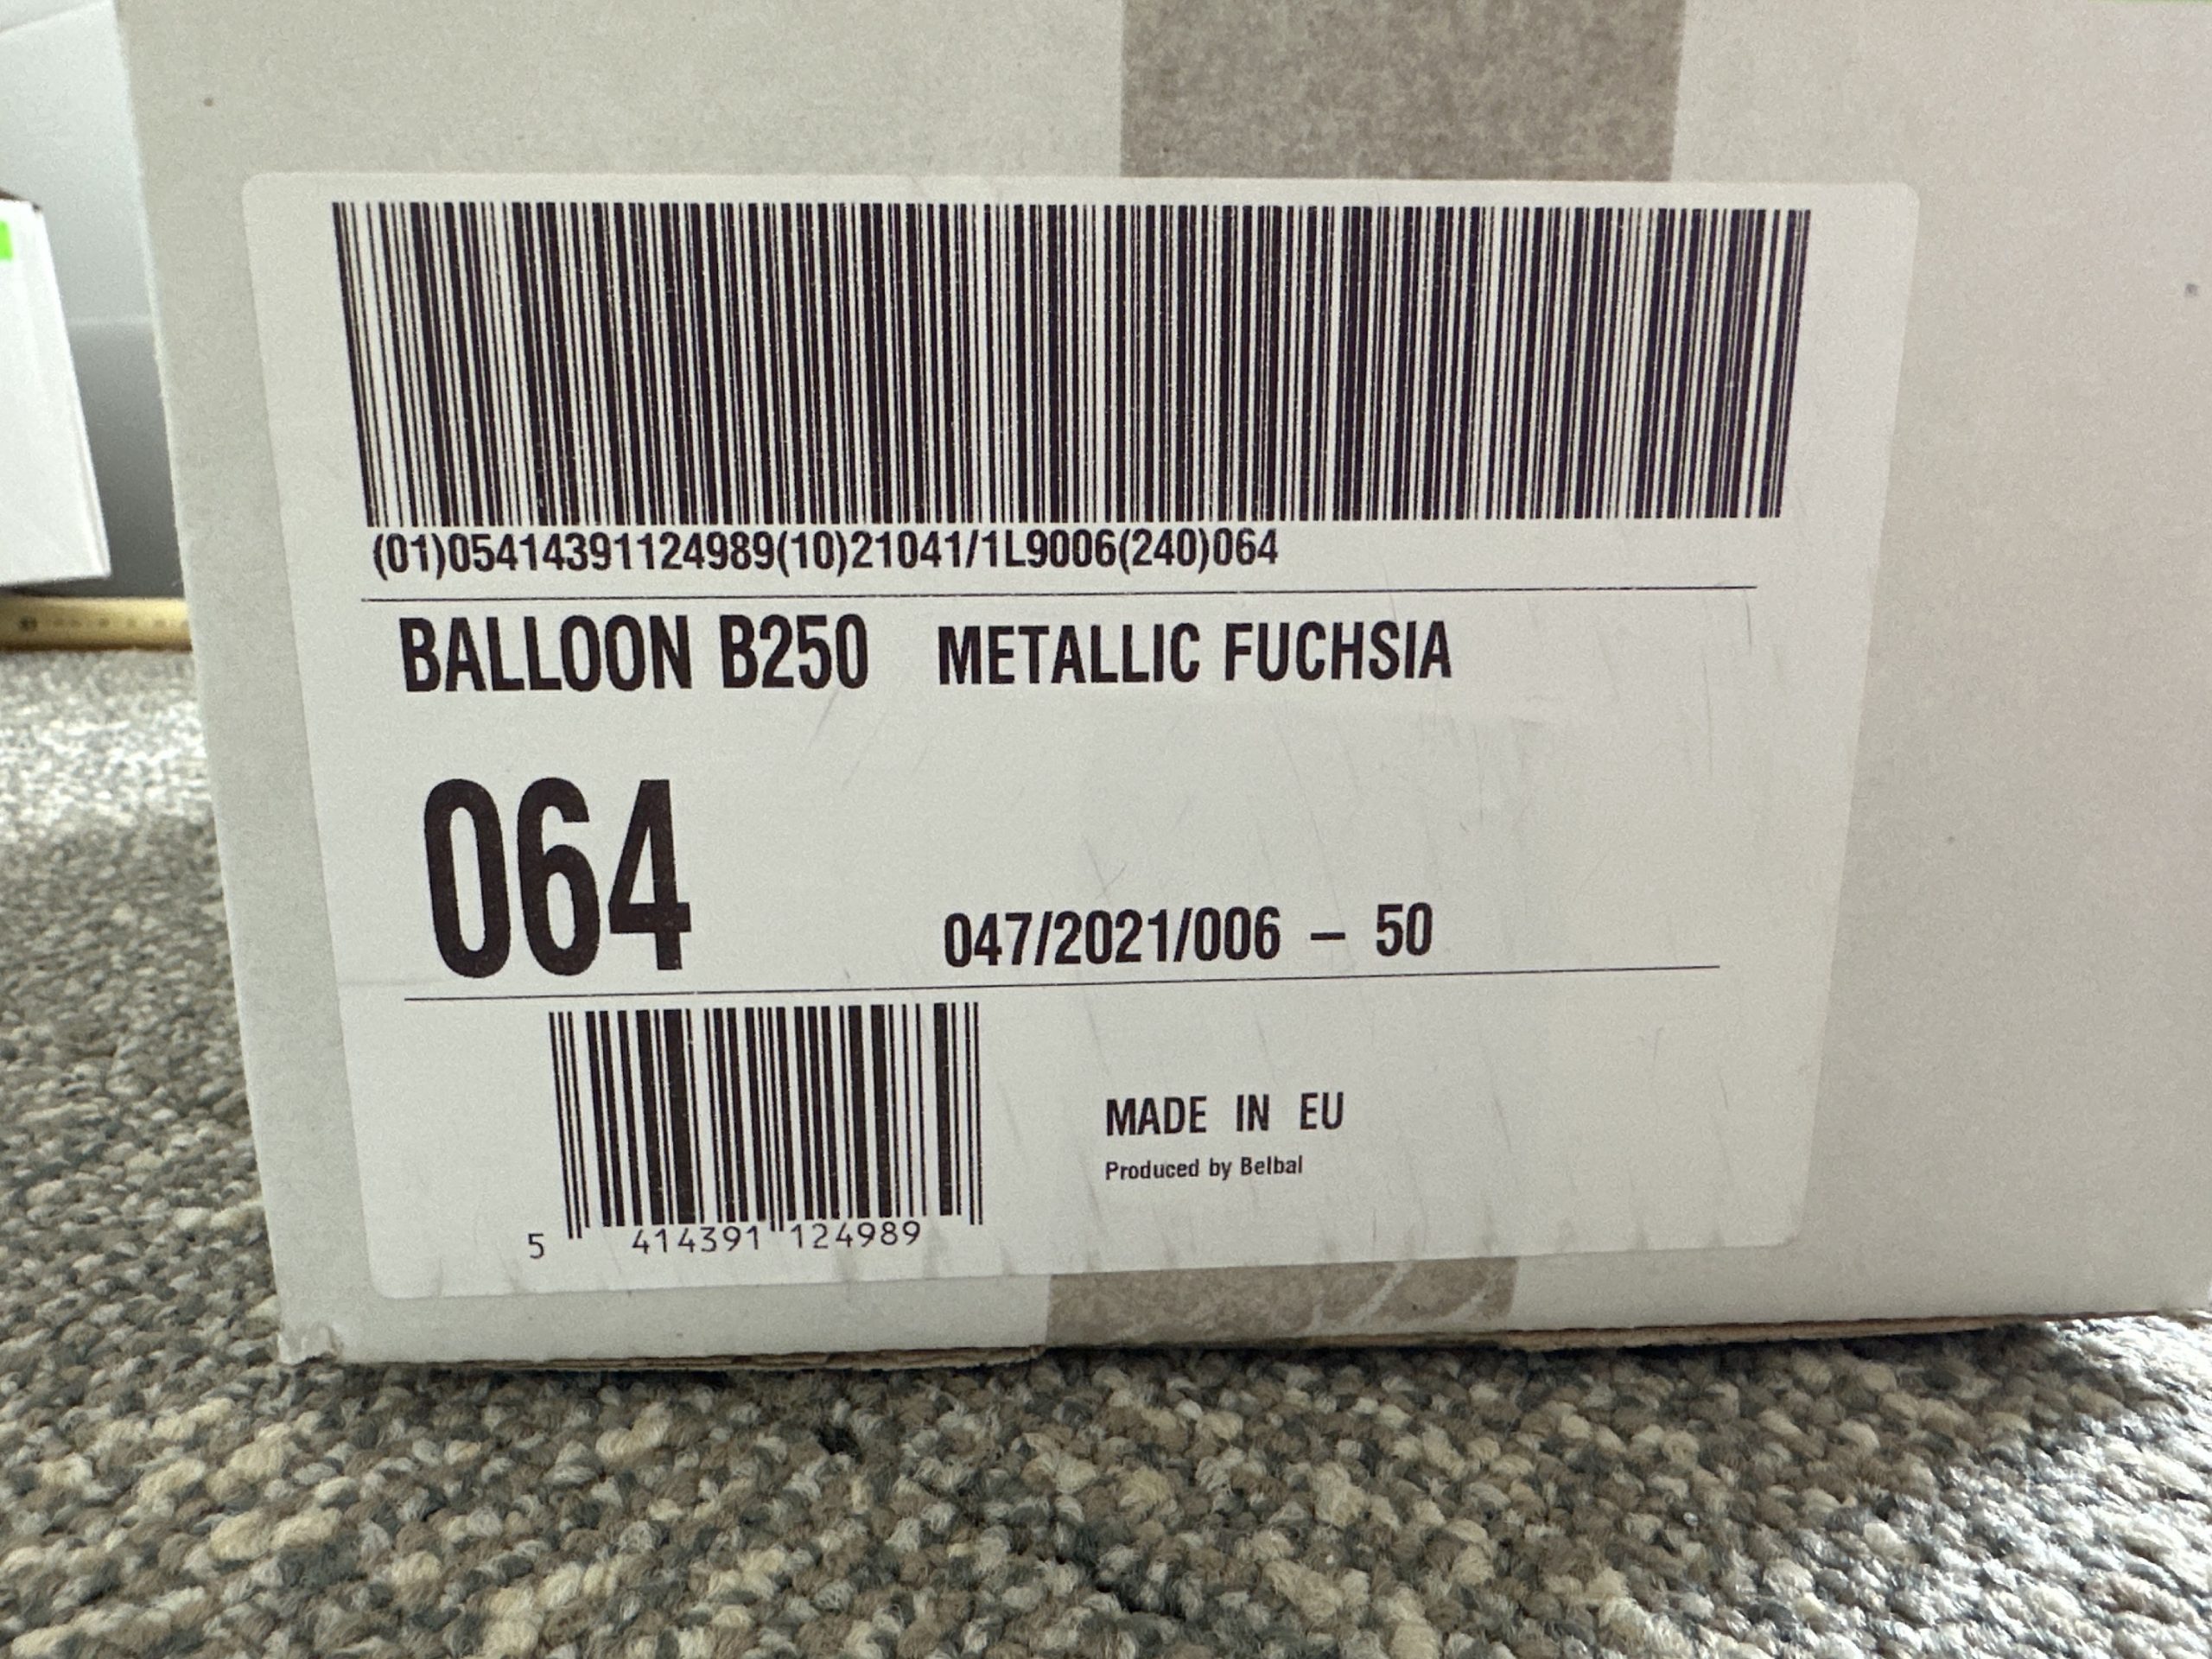 (01)05414391124989(10)21041/1L9006(240)064
BALLOON B250 METALLIC FUCHSIA
064
047/2021/006 – 50
MADE IN EU
Produced by Belbal
5 414391 124989